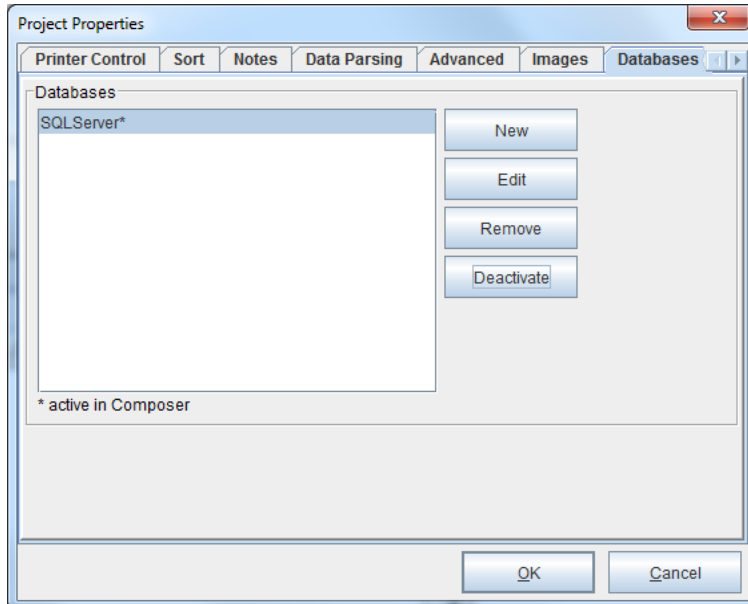 Project Properties
Printer Control Sort Notes Data Parsing Advanced Images Databases
Databases
SQLServer*
New
Edit
Remove
Deactivate
* active in Composer
OK Cancel